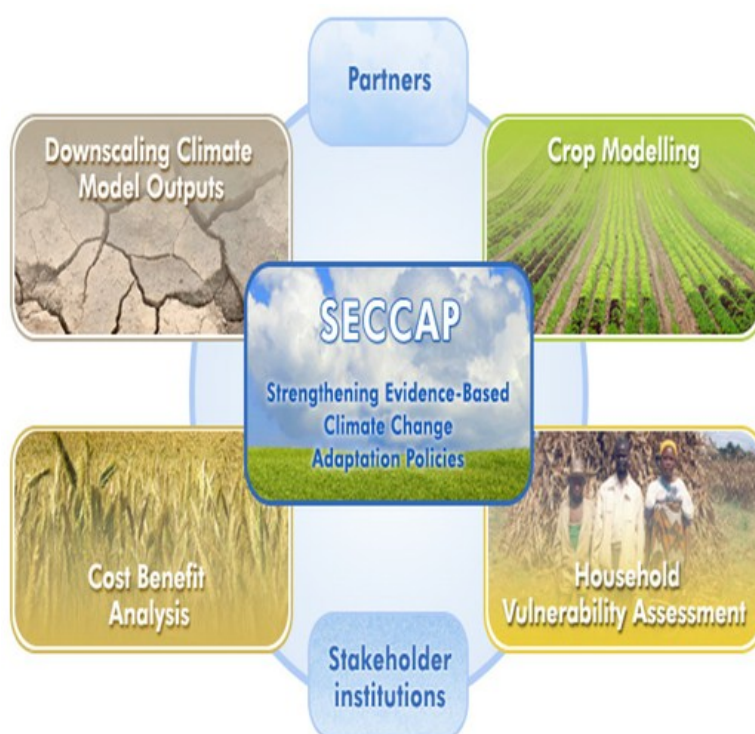 Partners
Downscaling Climate
Model Outputs
Crop Modelling
SECCAP
Strengthening Evidence-Based
Climate Change
Adaptation Policies
Cost Benefit
Analysis
Household
Vulnerability Assessment
Stakeholder
institutions